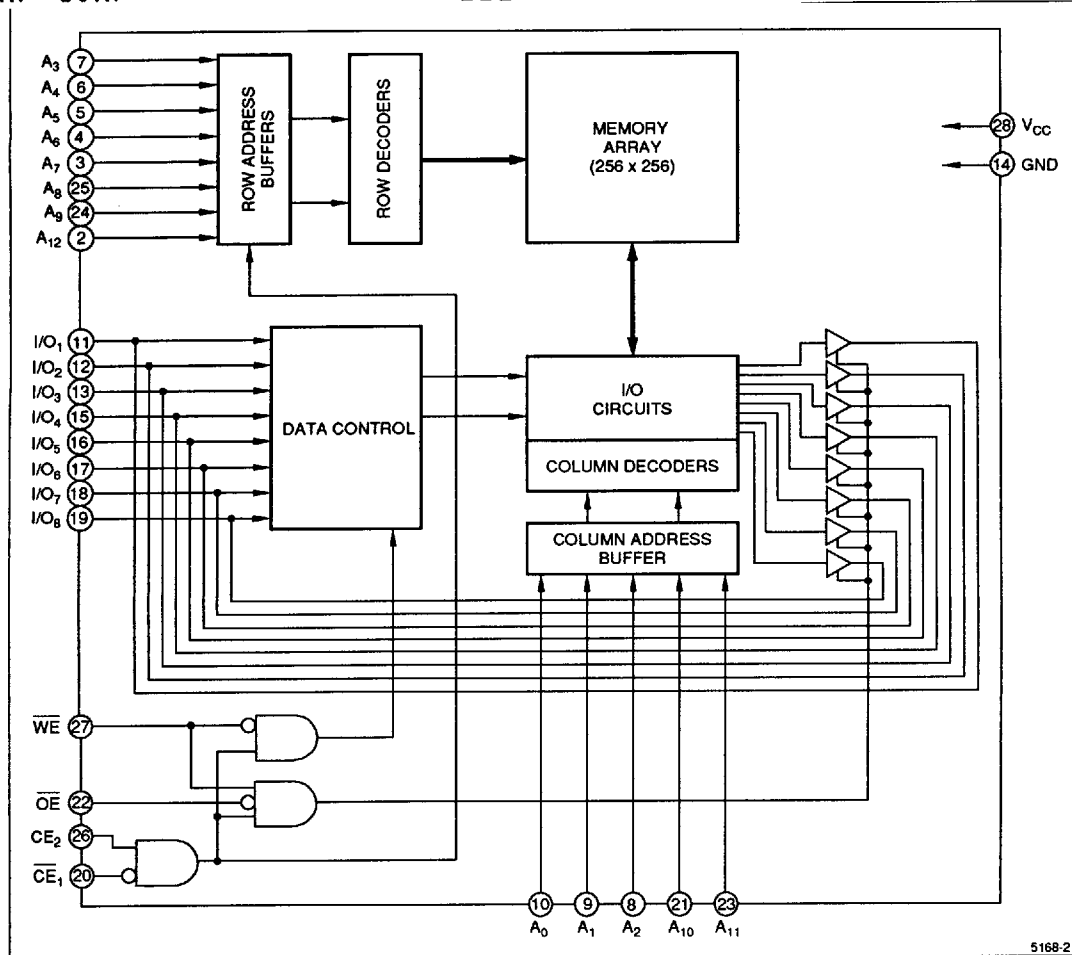 A3 7
A4 6
A5 5
A6 4
A7 3
A8 25
A9 24
A12 2
ROW ADDRESS
BUFFERS
ROW DECODERS
MEMORY
ARRAY
(256 x 256)
28 VCC
14 GND
I/O1 11
I/O2 12
I/O3 13
I/O4 15
I/O5 16
I/O6 17
I/O7 18
I/O8 19
DATA CONTROL
I/O
CIRCUITS
COLUMN DECODERS
COLUMN ADDRESS
BUFFER
W̅E̅ 27
O̅E̅ 22
CE2 26
C̅E̅1 20
10 9 8 21 23
A0 A1 A2 A10 A11
5168-2